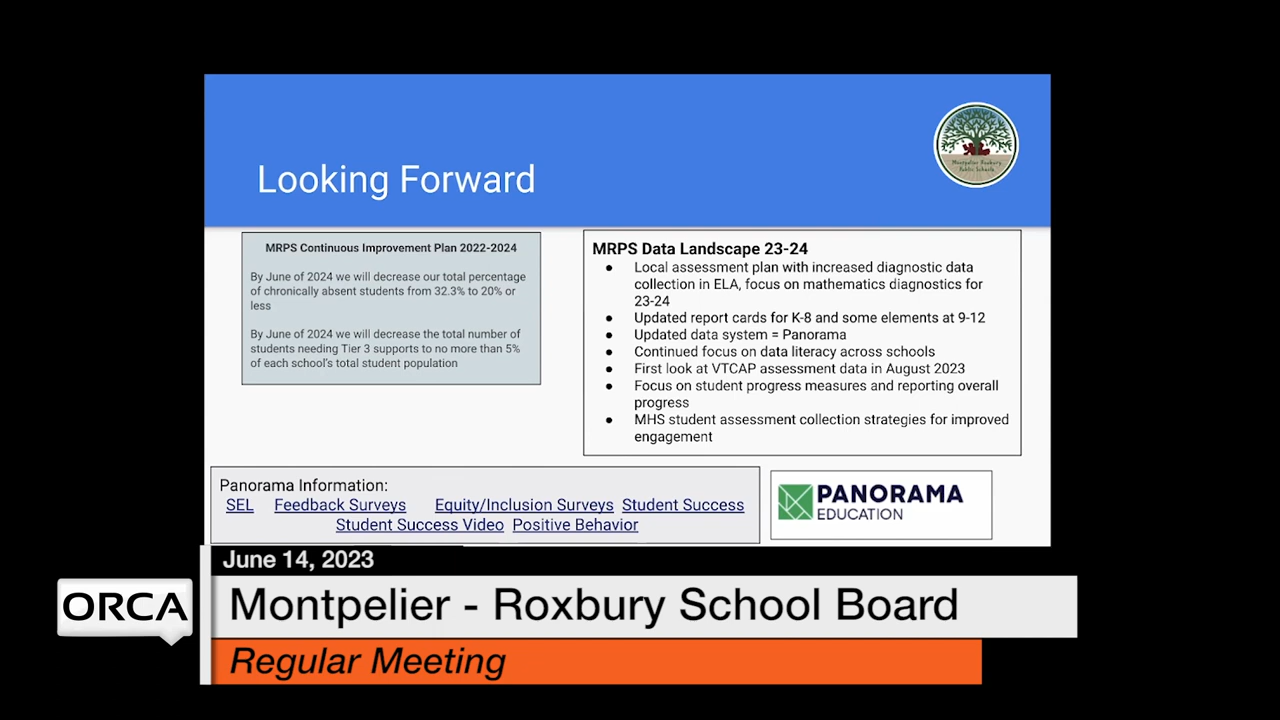 Looking Forward
Montpelier Roxbury
Public Schools
MRPS Continuous Improvement Plan 2022-2024
By June of 2024 we will decrease our total percentage
of chronically absent students from 32.3% to 20% or
less
By June of 2024 we will decrease the total number of
students needing Tier 3 supports to no more than 5%
of each school's total student population
MRPS Data Landscape 23-24
● Local assessment plan with increased diagnostic data
collection in ELA, focus on mathematics diagnostics for
23-24
● Updated report cards for K-8 and some elements at 9-12
● Updated data system = Panorama
● Continued focus on data literacy across schools
● First look at VTCAP assessment data in August 2023
● Focus on student progress measures and reporting overall
progress
● MHS student assessment collection strategies for improved
engagement
Panorama Information:
SEL Feedback Surveys Equity/Inclusion Surveys Student Success
Student Success Video Positive Behavior
PANORAMA
EDUCATION
June 14, 2023
ORCA
Montpelier - Roxbury School Board
Regular Meeting